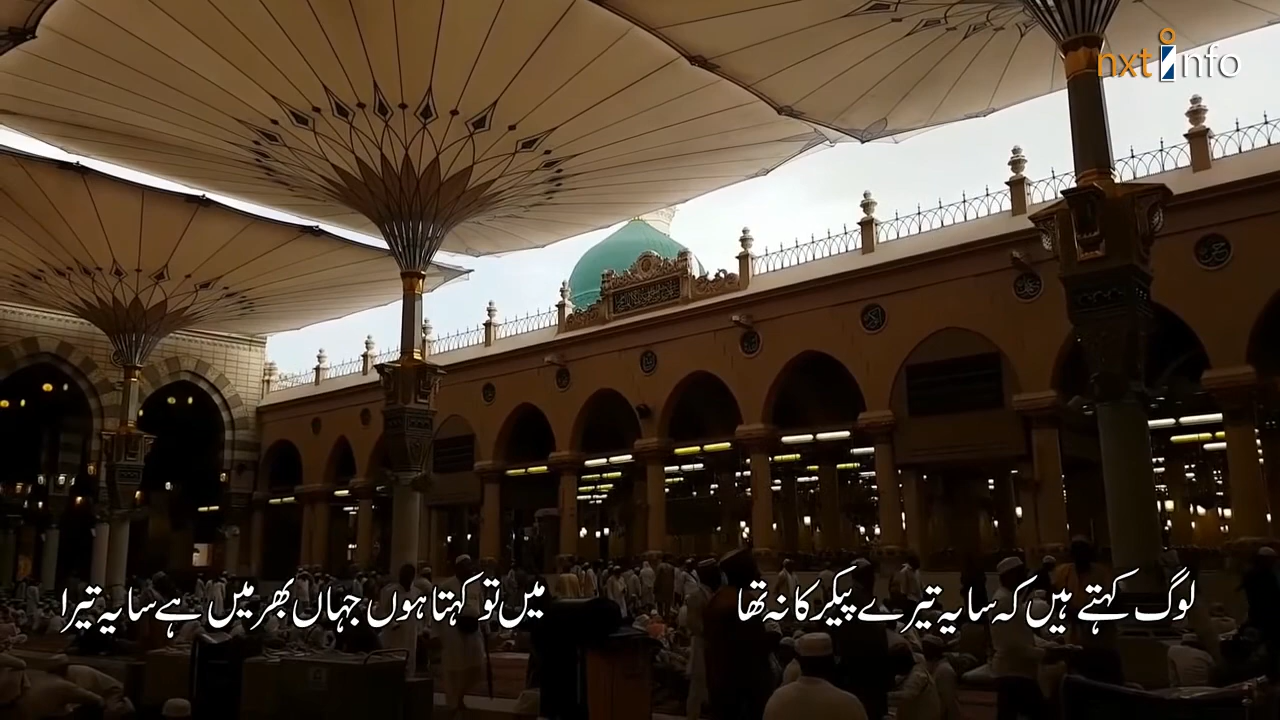 nxt info
لوگ کہتے ہیں کہ سایہ تیرے پیکر کا نہ تھا
میں تو کہتا ہوں جہاں بھر میں ہے سایہ تیرا